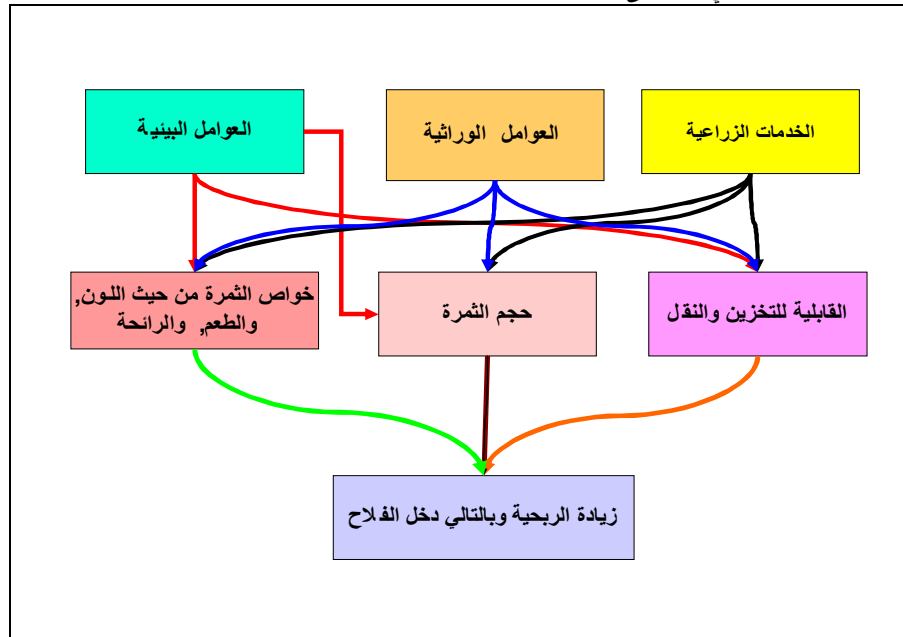 الخدمات الزراعية
العوامل الوراثية
العوامل البيئية
القابلية للتخزين والنقل
حجم الثمرة
خواص الثمرة من حيث اللون,
والطعم, والرائحة
زيادة الربحية وبالتالي دخل الفلاح